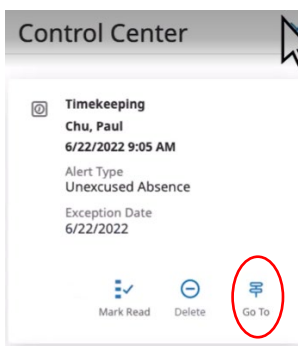 Control Center
Timekeeping
Chu, Paul
6/22/2022 9:05 AM
Alert Type
Unexcused Absence
Exception Date
6/22/2022
Mark Read Delete Go To